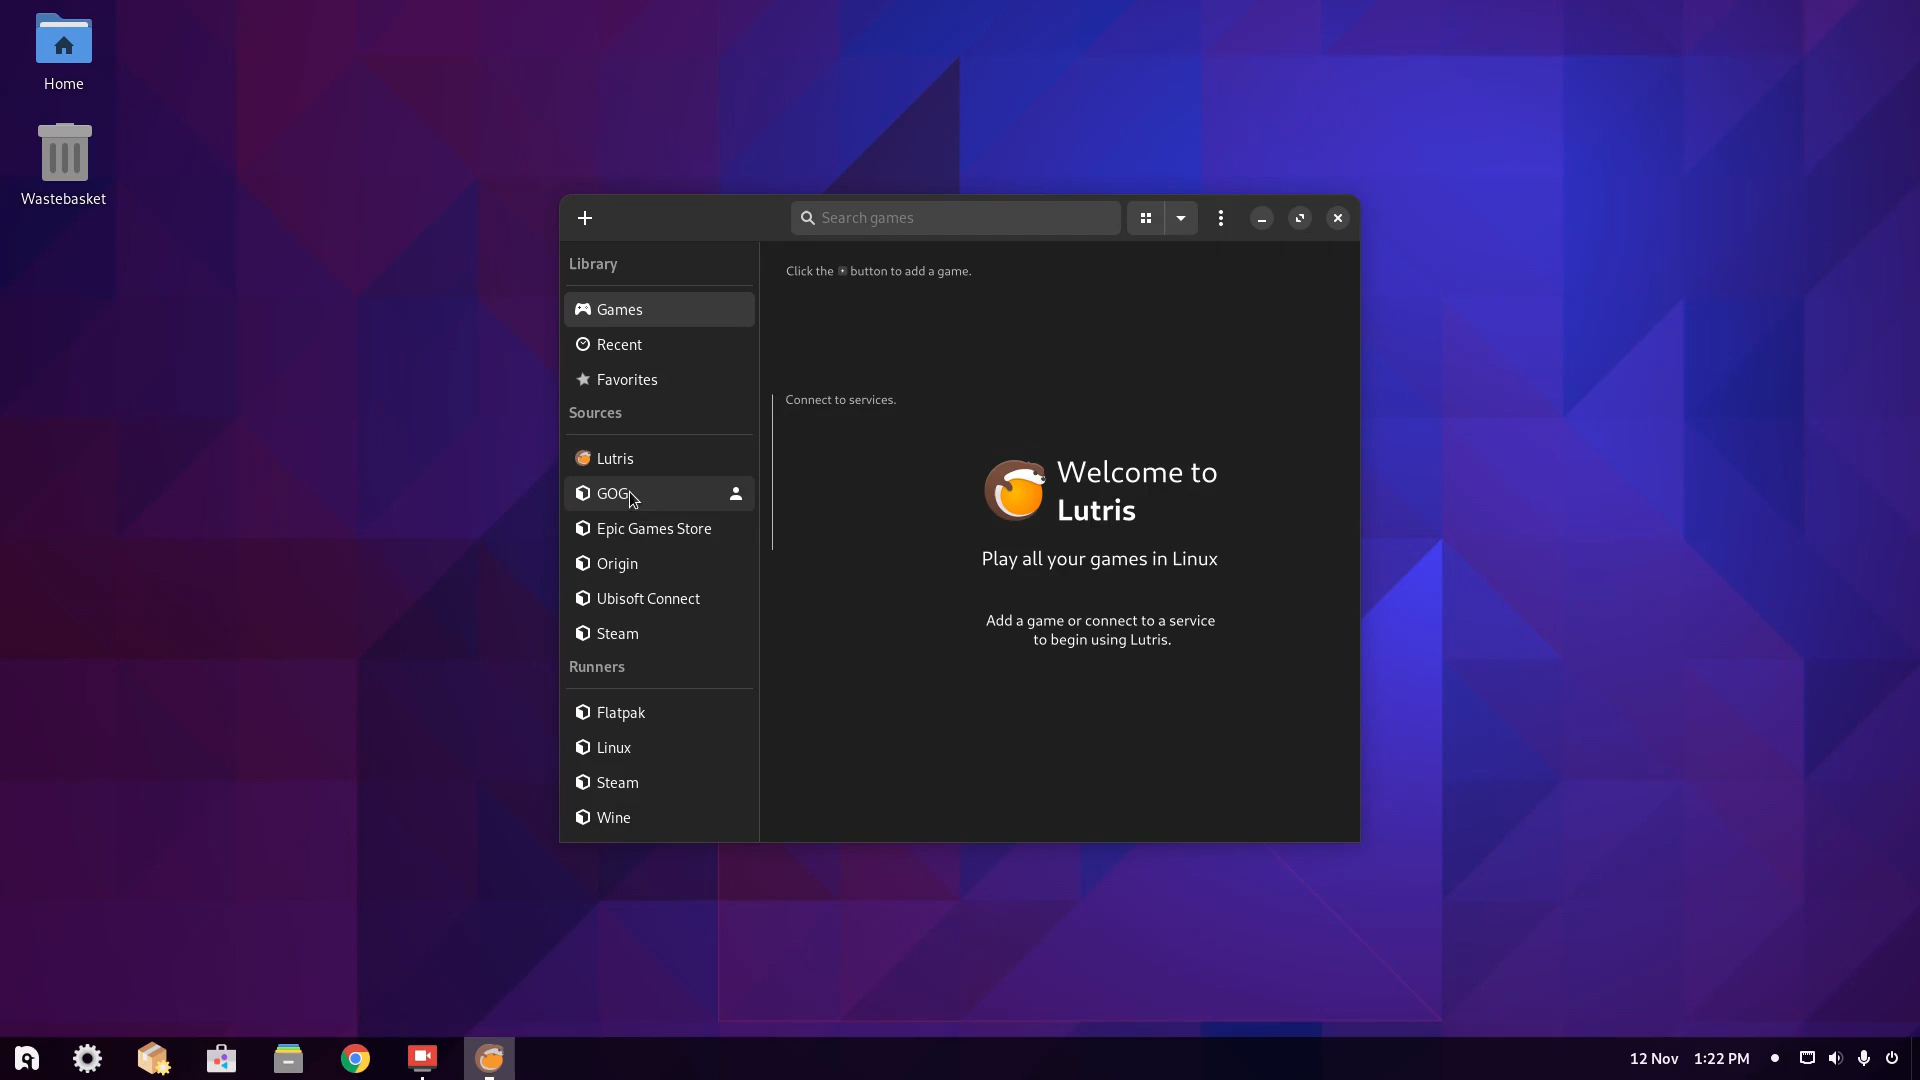 Home
Wastebasket
Search games
Library
Games
Recent
Favorites
Sources
Lutris
GOG
Epic Games Store
Origin
Ubisoft Connect
Steam
Runners
Flatpak
Linux
Steam
Wine
Click the + button to add a game.
Connect to services.
Welcome to
Lutris
Play all your games in Linux
Add a game or connect to a service
to begin using Lutris.
12 Nov 1:22 PM